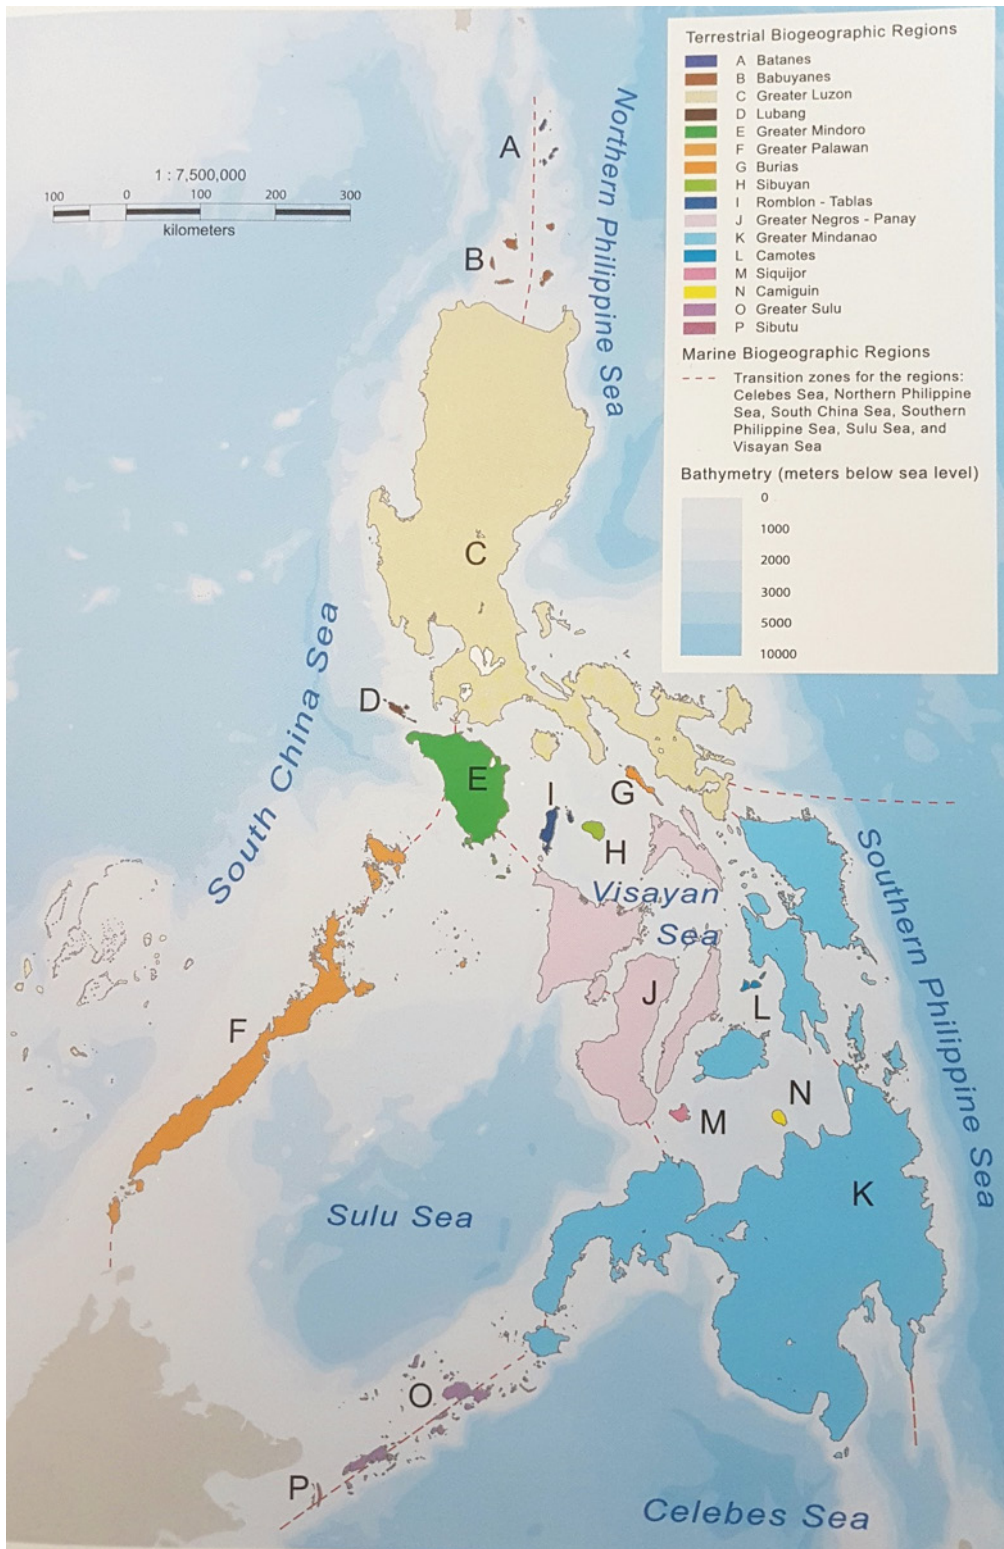 Terrestrial Biogeographic Regions
A Batanes
B Babuyanes
C Greater Luzon
D Lubang
E Greater Mindoro
F Greater Palawan
G Burias
H Sibuyan
I Romblon - Tablas
J Greater Negros - Panay
K Greater Mindanao
L Camotes
M Siquijor
N Camiguin
O Greater Sulu
P Sibutu
Marine Biogeographic Regions
Transition zones for the regions:
Celebes Sea, Northern Philippine
Sea, South China Sea, Southern
Philippine Sea, Sulu Sea, and
Visayan Sea
Bathymetry (meters below sea level)
0
1000
2000
3000
5000
10000
1 : 7,500,000
100 0 100 200 300
kilometers
A
Northern Philippine Sea
B
C
South China Sea
D
E
I
G
H
Visayan
Sea
Southern Philippine Sea
J
L
F
N
M
K
Sulu Sea
O
P
Celebes Sea